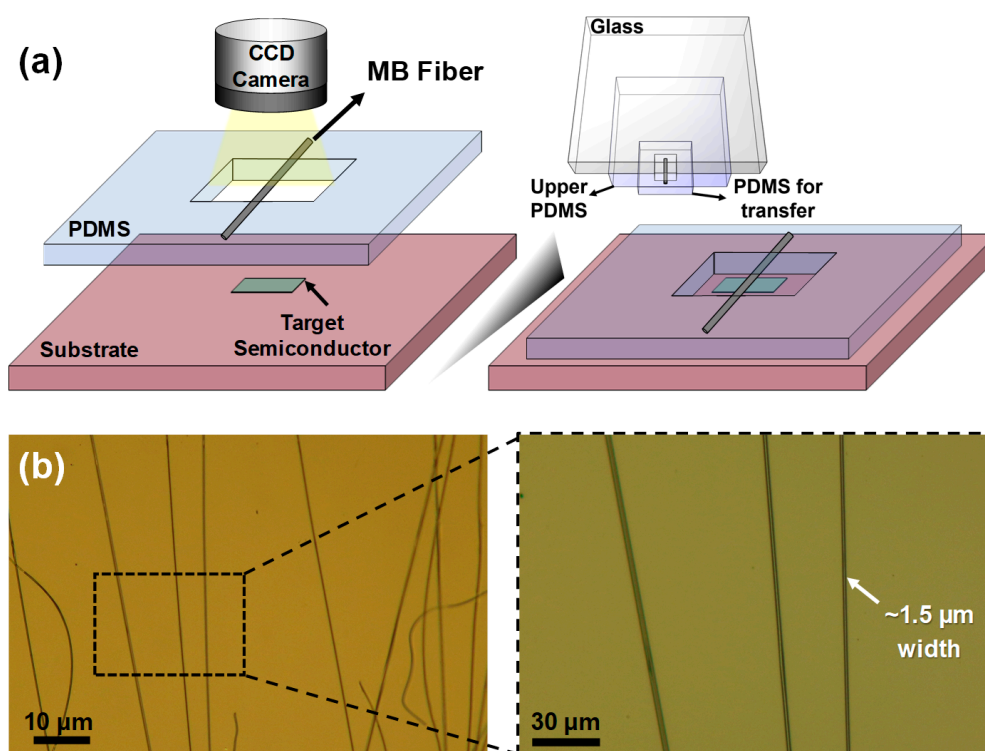 (a)
CCD
Camera
MB Fiber
PDMS
Target
Semiconductor
Substrate
Glass
Upper
PDMS
PDMS for
transfer
(b)
10 μm
~1.5 μm
width
30 μm